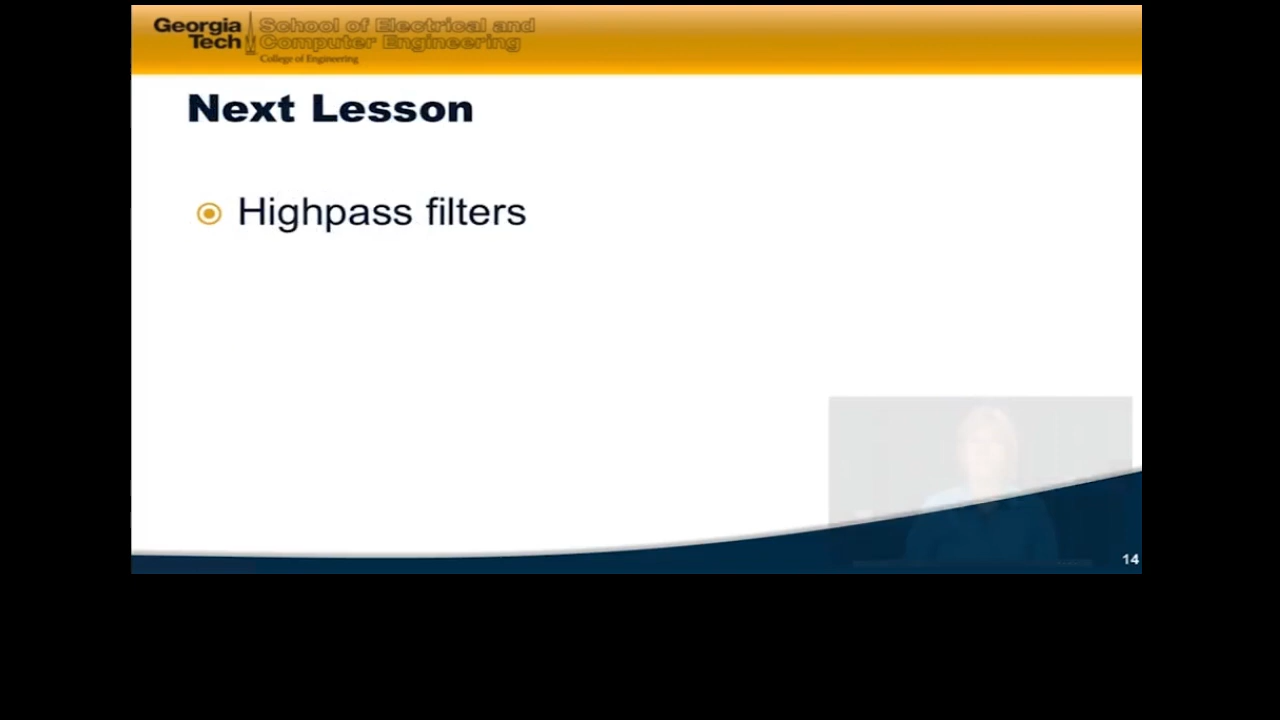 Georgia Tech
School of Electrical and
Computer Engineering
College of Engineering
Next Lesson
Highpass filters
14